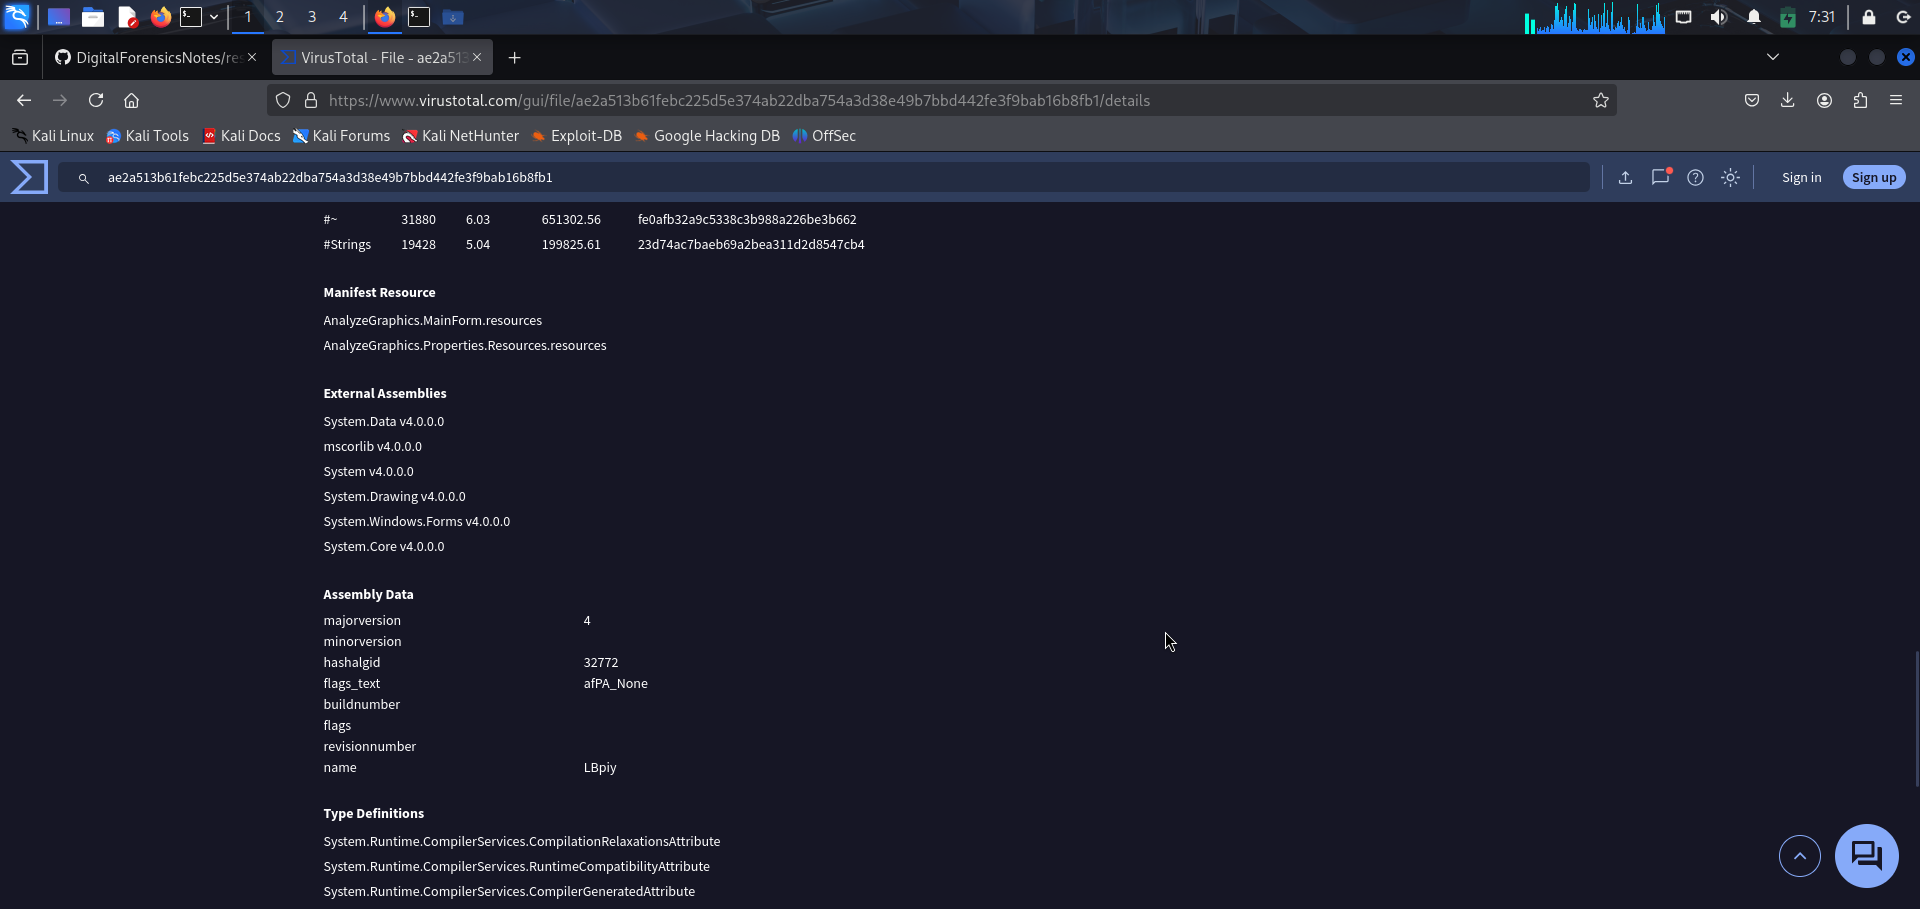 1 2 3 4 7:31
DigitalForensicsNotes/res VirusTotal - File - ae2a513
https://www.virustotal.com/gui/file/ae2a513b61febc225d5e374ab22dba754a3d38e49b7bbd442fe3f9bab16b8fb1/details
Kali Linux Kali Tools Kali Docs Kali Forums Kali NetHunter Exploit-DB Google Hacking DB OffSec
ae2a513b61febc225d5e374ab22dba754a3d38e49b7bbd442fe3f9bab16b8fb1 Sign in Sign up
#~ 31880 6.03 651302.56 fe0afb32a9c5338c3b988a226be3b662
#Strings 19428 5.04 199825.61 23d74ac7baeb69a2bea311d2d8547cb4
Manifest Resource
AnalyzeGraphics.MainForm.resources
AnalyzeGraphics.Properties.Resources.resources
External Assemblies
System.Data v4.0.0.0
mscorlib v4.0.0.0
System v4.0.0.0
System.Drawing v4.0.0.0
System.Windows.Forms v4.0.0.0
System.Core v4.0.0.0
Assembly Data
majorversion 4
minorversion
hashalgid 32772
flags_text afPA_None
buildnumber
flags
revisionnumber
name LBpiy
Type Definitions
System.Runtime.CompilerServices.CompilationRelaxationsAttribute
System.Runtime.CompilerServices.RuntimeCompatibilityAttribute
System.Runtime.CompilerServices.CompilerGeneratedAttribute